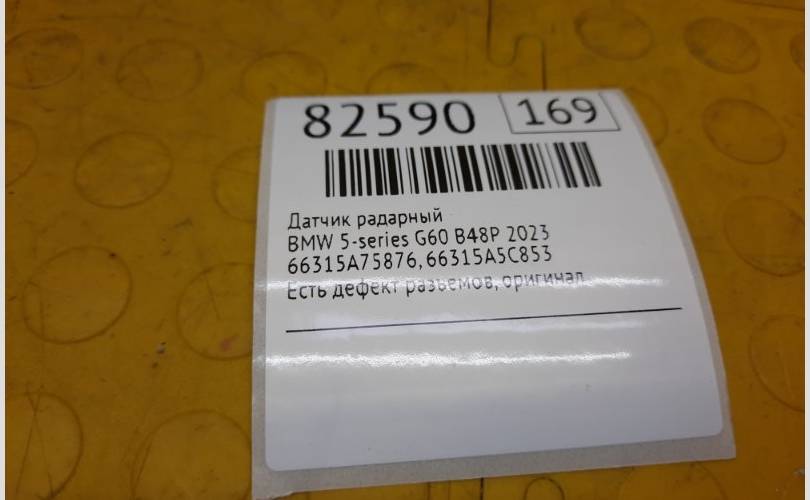 82590 169
Датчик радарный
BMW 5-series G60 B48P 2023
66315A75876, 66315A5C853
Есть дефект разъемов, оригинал.